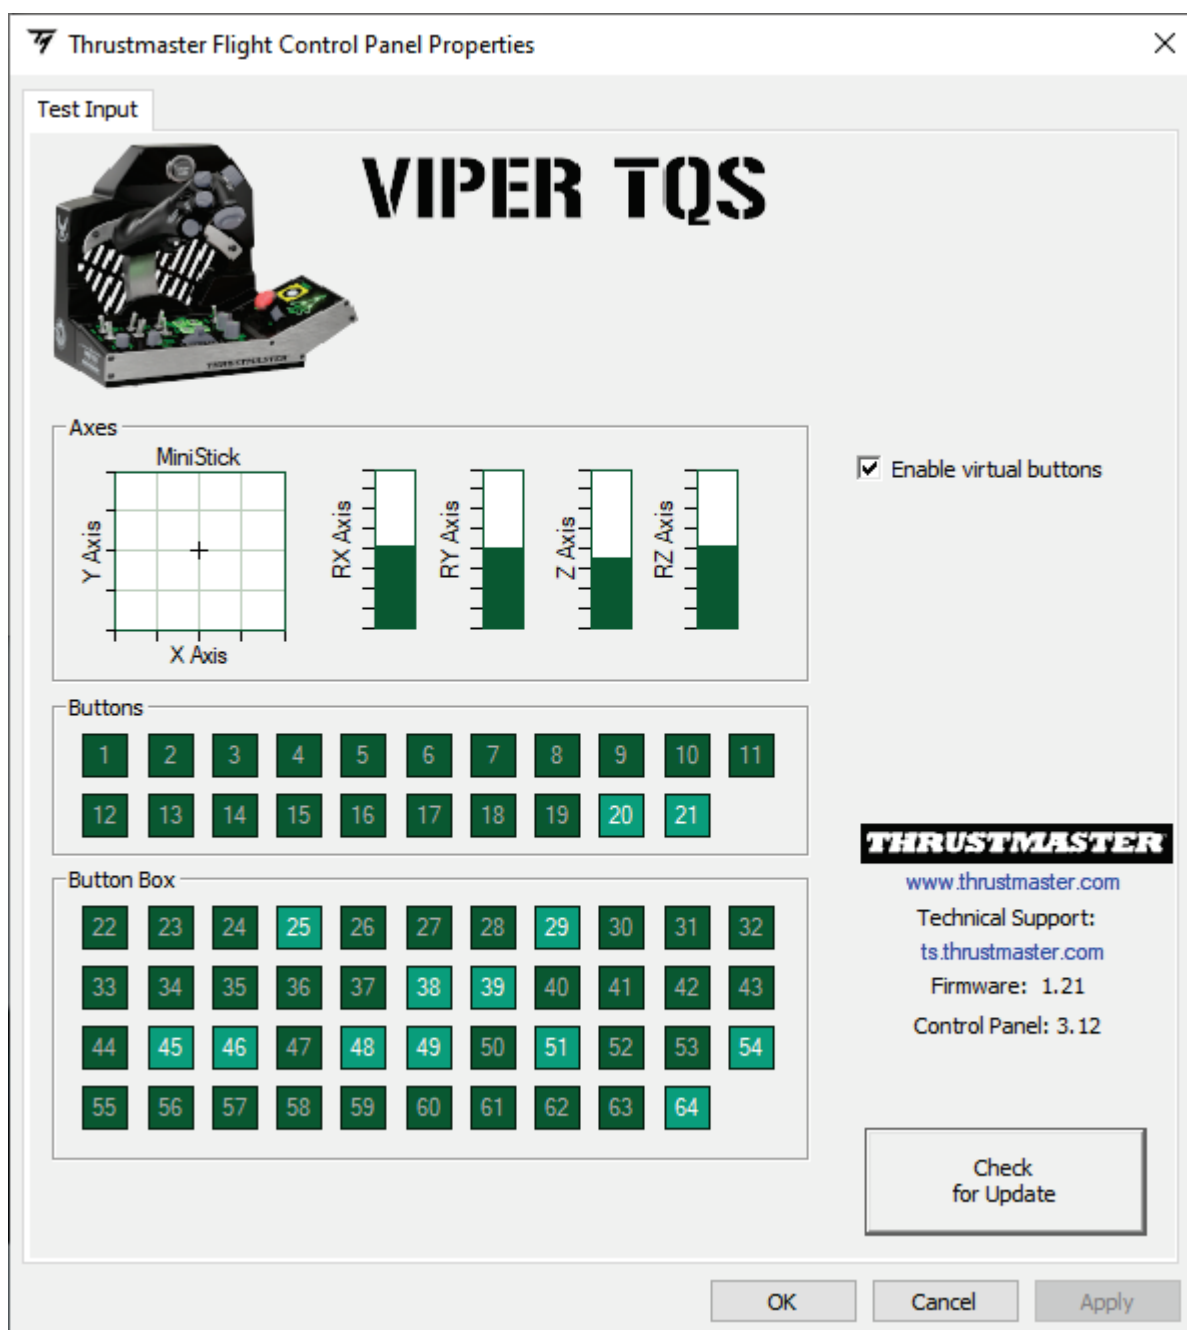 Thrustmaster Flight Control Panel Properties
Test Input
VIPER TQS
THRUSTMASTER
Axes
MiniStick
Y Axis
X Axis
RX Axis
RY Axis
Z Axis
RZ Axis
Enable virtual buttons
Buttons
1 2 3 4 5 6 7 8 9 10 11
12 13 14 15 16 17 18 19 20 21
Button Box
22 23 24 25 26 27 28 29 30 31 32
33 34 35 36 37 38 39 40 41 42 43
44 45 46 47 48 49 50 51 52 53 54
55 56 57 58 59 60 61 62 63 64
THRUSTMASTER
www.thrustmaster.com
Technical Support:
ts.thrustmaster.com
Firmware: 1.21
Control Panel: 3.12
Check
for Update
OK Cancel Apply